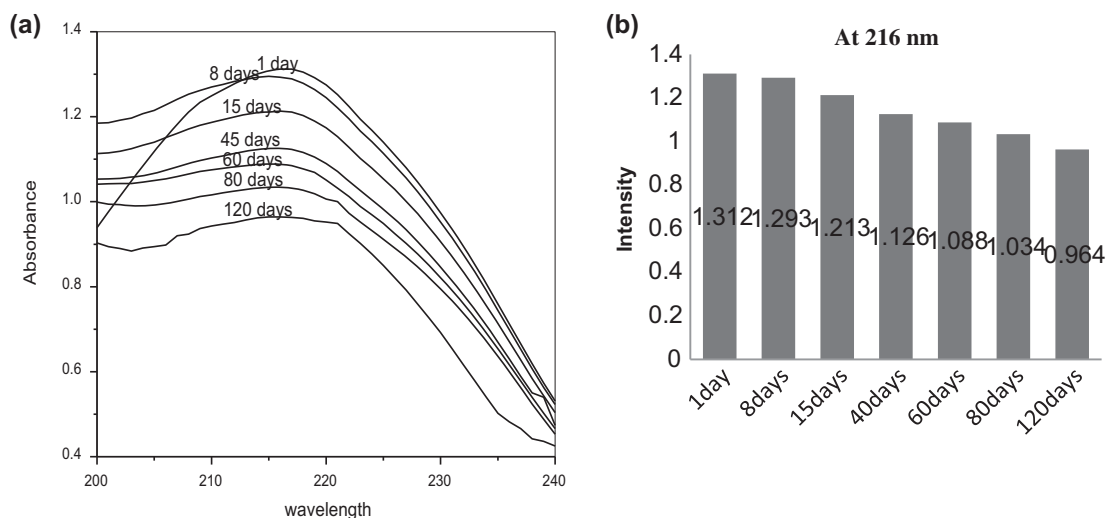 (a)
1.4
1.2
1.0
0.8
0.6
0.4
Absorbance
200
210
220
230
240
wavelength
1 day
8 days
15 days
45 days
60 days
80 days
120 days
(b)
At 216 nm
1.4
1.2
1
0.8
0.6
0.4
0.2
0
Intensity
1.312
1.293
1.213
1.126
1.088
1.034
0.964
1day
8days
15days
40days
60days
80days
120days